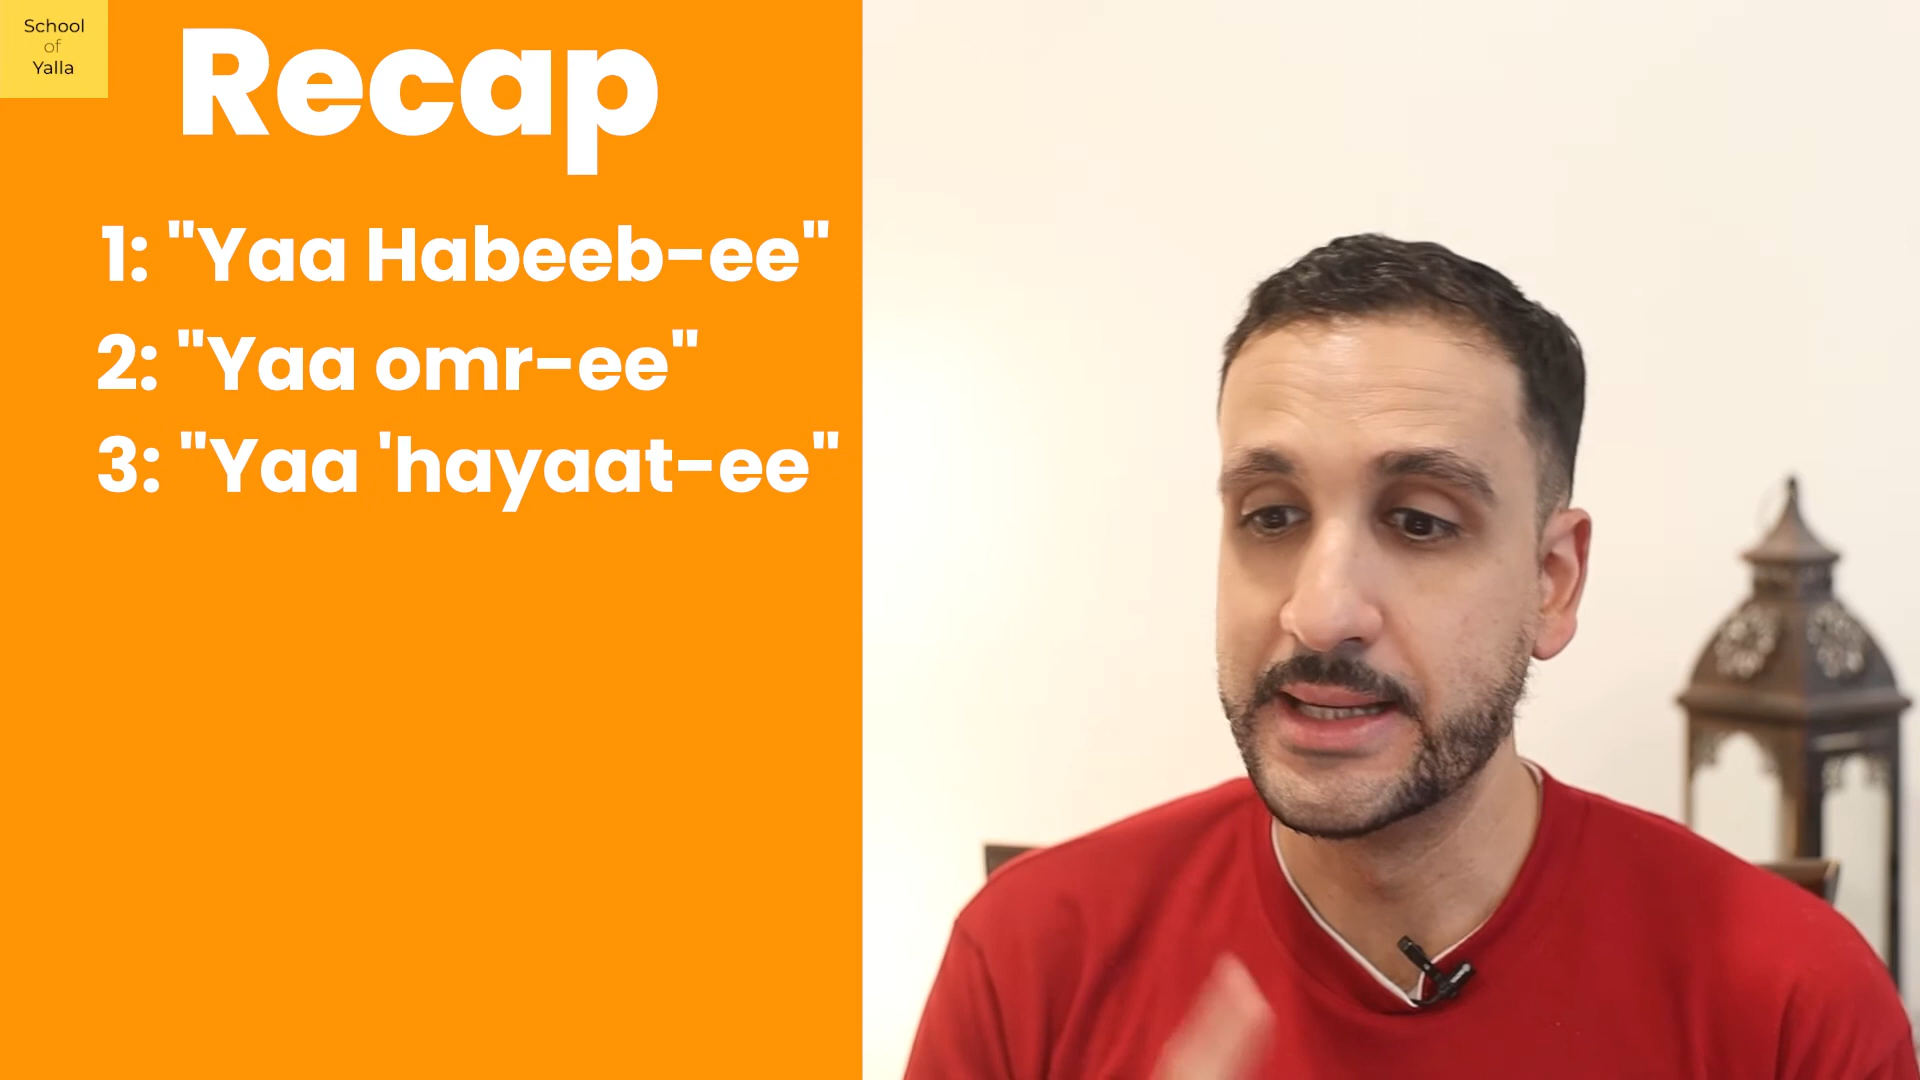 School
of
Yalla
Recap
1: "Yaa Habeeb-ee"
2: "Yaa omr-ee"
3: "Yaa 'hayaat-ee"